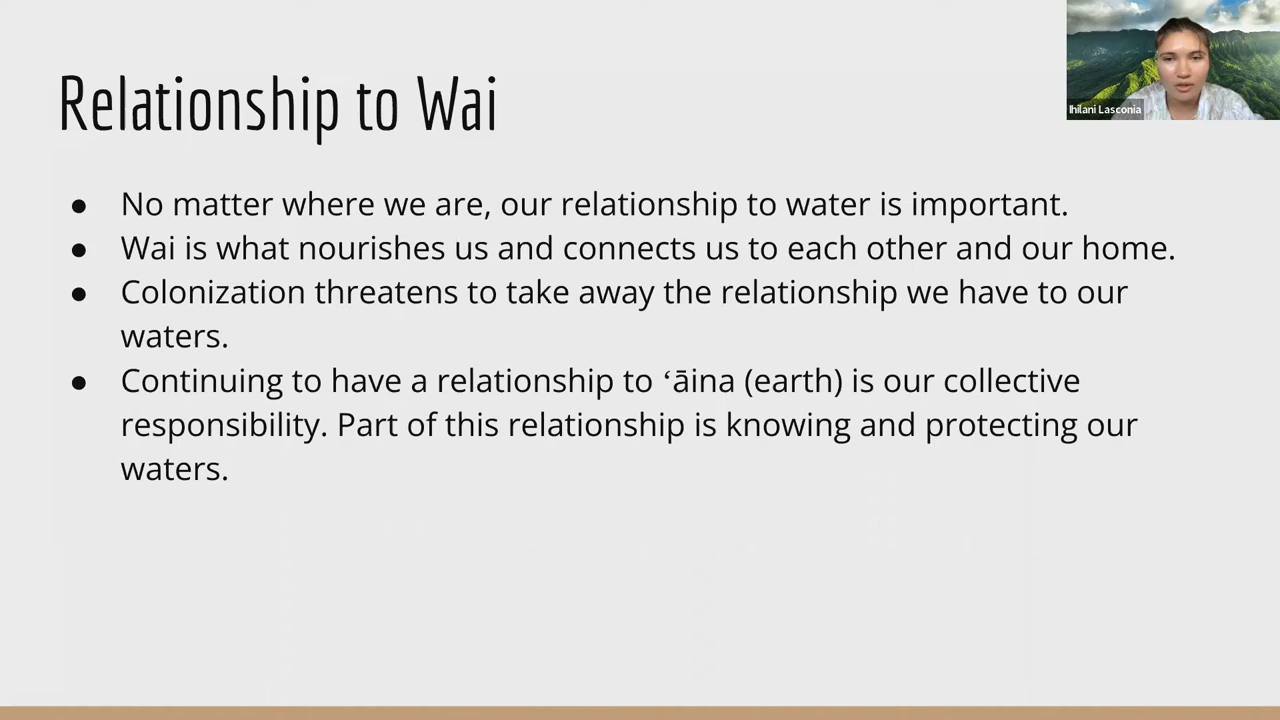 Relationship to Wai
Ihilani Lasconia
● No matter where we are, our relationship to water is important.
● Wai is what nourishes us and connects us to each other and our home.
● Colonization threatens to take away the relationship we have to our
waters.
● Continuing to have a relationship to ʻāina (earth) is our collective
responsibility. Part of this relationship is knowing and protecting our
waters.